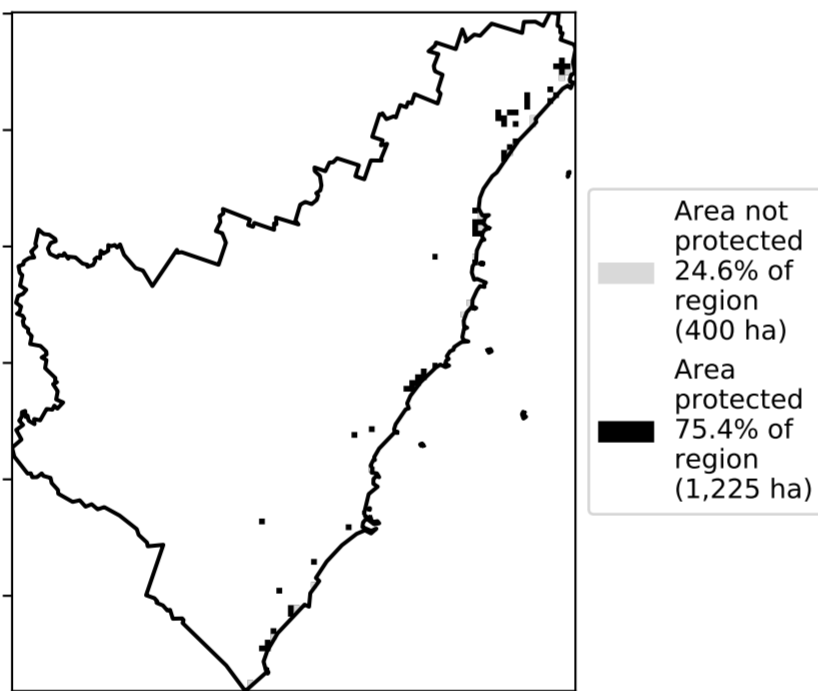 Area not
protected
24.6% of
region
(400 ha)
Area
protected
75.4% of
region
(1,225 ha)